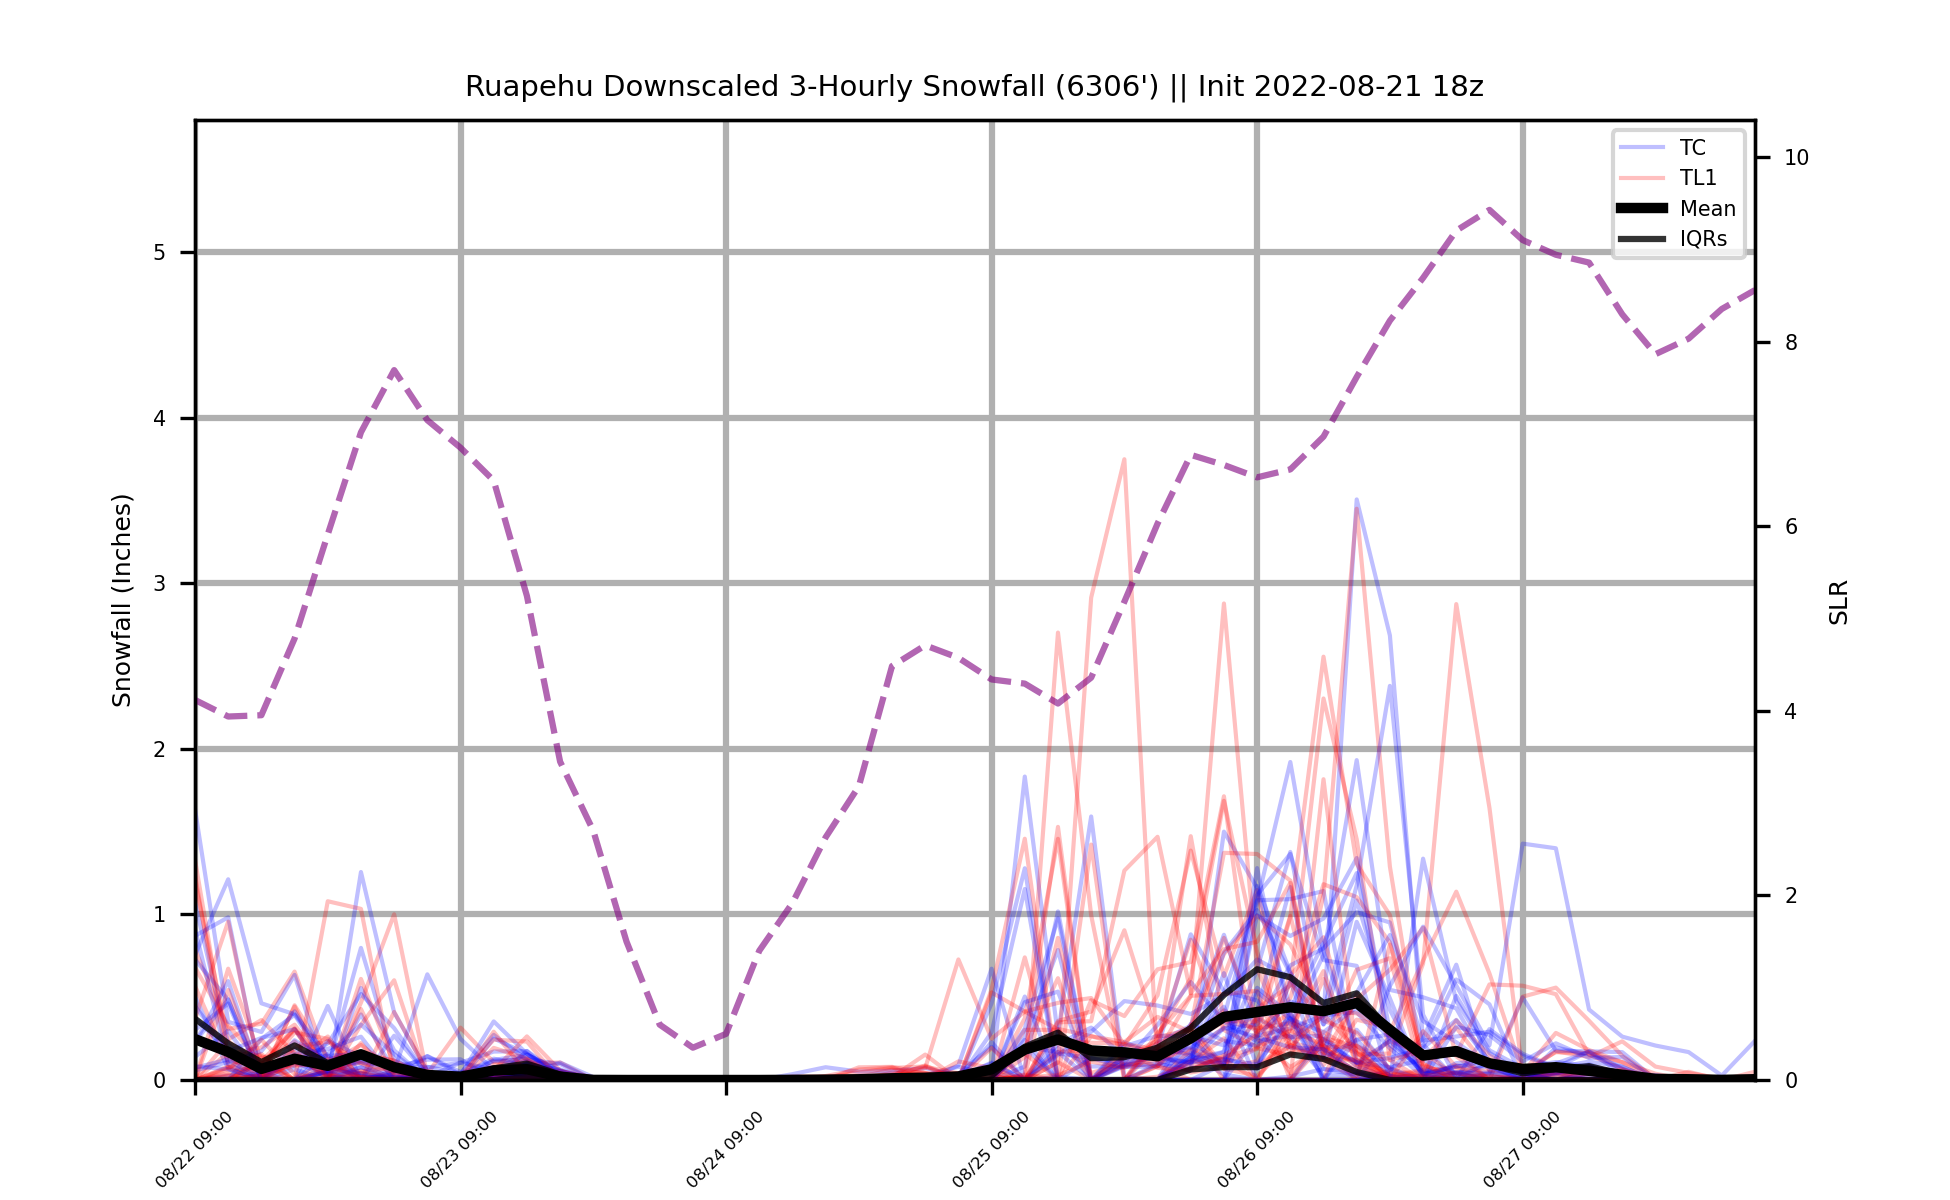 Ruapehu Downscaled 3-Hourly Snowfall (6306') || Init 2022-08-21 18z
TC
TL1
Mean
IQRs
Snowfall (Inches)
5
4
3
2
1
0
10
8
6
4
2
0
SLR
08/22 09:00
08/23 09:00
08/24 09:00
08/25 09:00
08/26 09:00
08/27 09:00